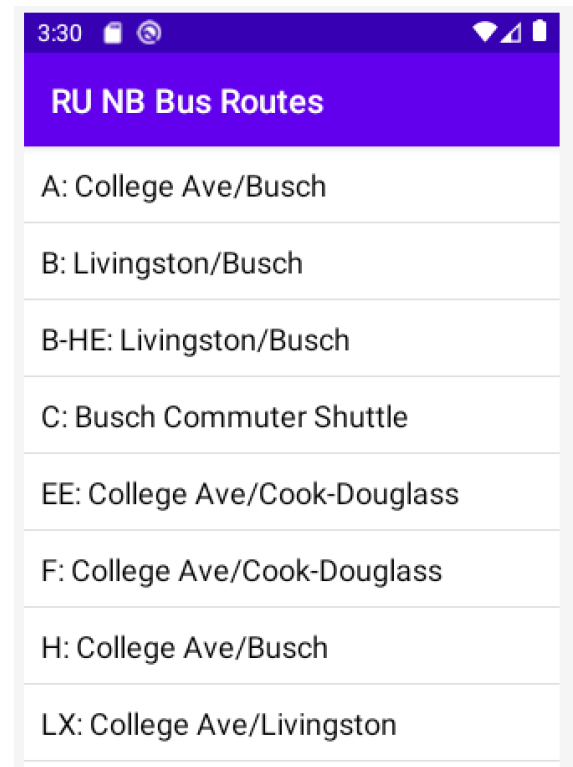 3:30
RU NB Bus Routes
A: College Ave/Busch
B: Livingston/Busch
B-HE: Livingston/Busch
C: Busch Commuter Shuttle
EE: College Ave/Cook-Douglass
F: College Ave/Cook-Douglass
H: College Ave/Busch
LX: College Ave/Livingston